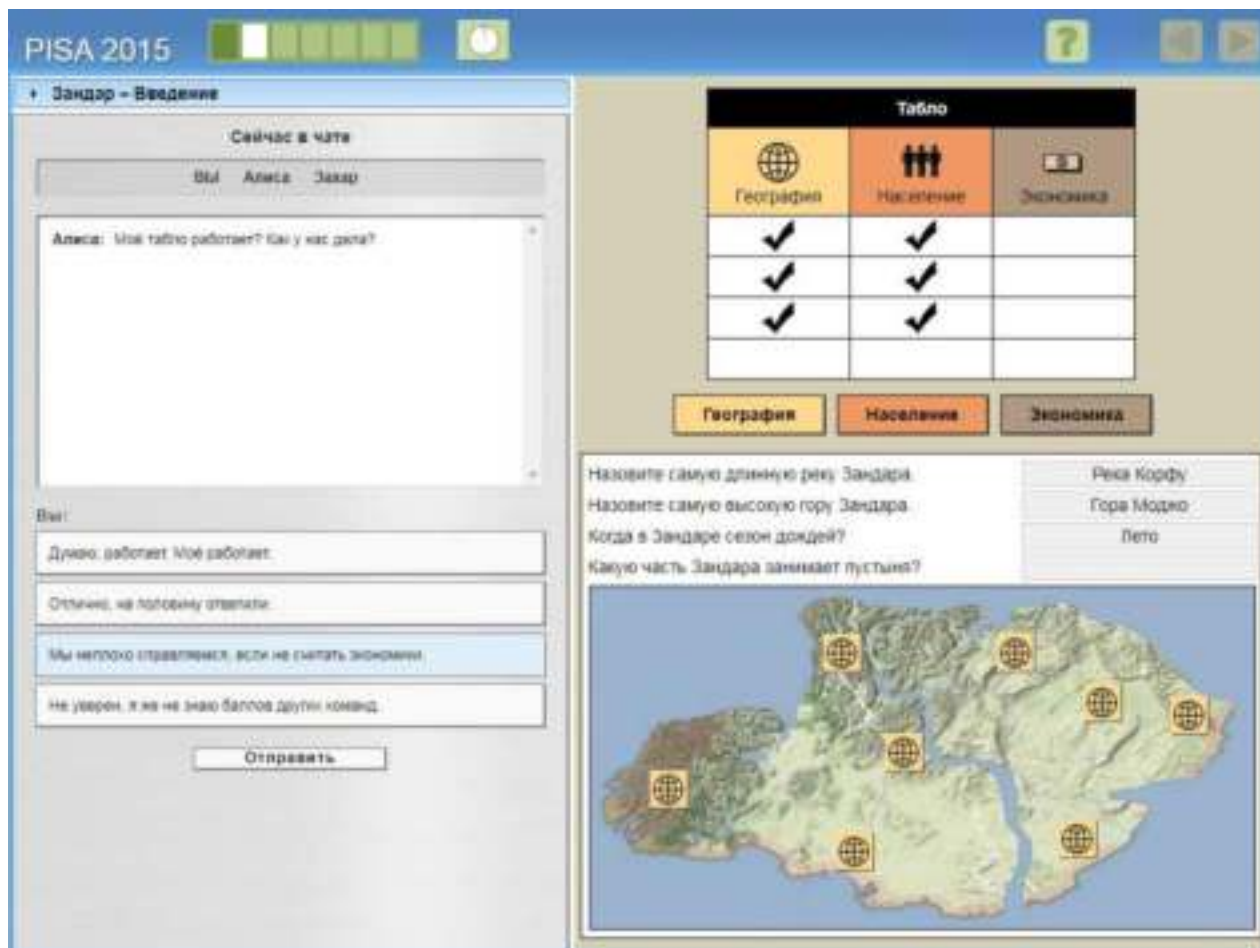 PISA 2015
?
Зандар – Введение
Сейчас в чате
ВЫ Алиса Захар
Алиса: Моё табло работает? Как у нас дела?
Вы:
Думаю, работает. Моё работает.
Отлично, на половину ответили.
Мы неплохо справляемся, если не считать экономики.
Не уверен, я же не знаю баллов других команд.
Отправить
Табло
География Население Экономика
География Население Экономика
Назовите самую длинную реку Зандара. Река Корфу
Назовите самую высокую гору Зандара. Гора Моджо
Когда в Зандаре сезон дождей? Лето
Какую часть Зандара занимает пустыня?